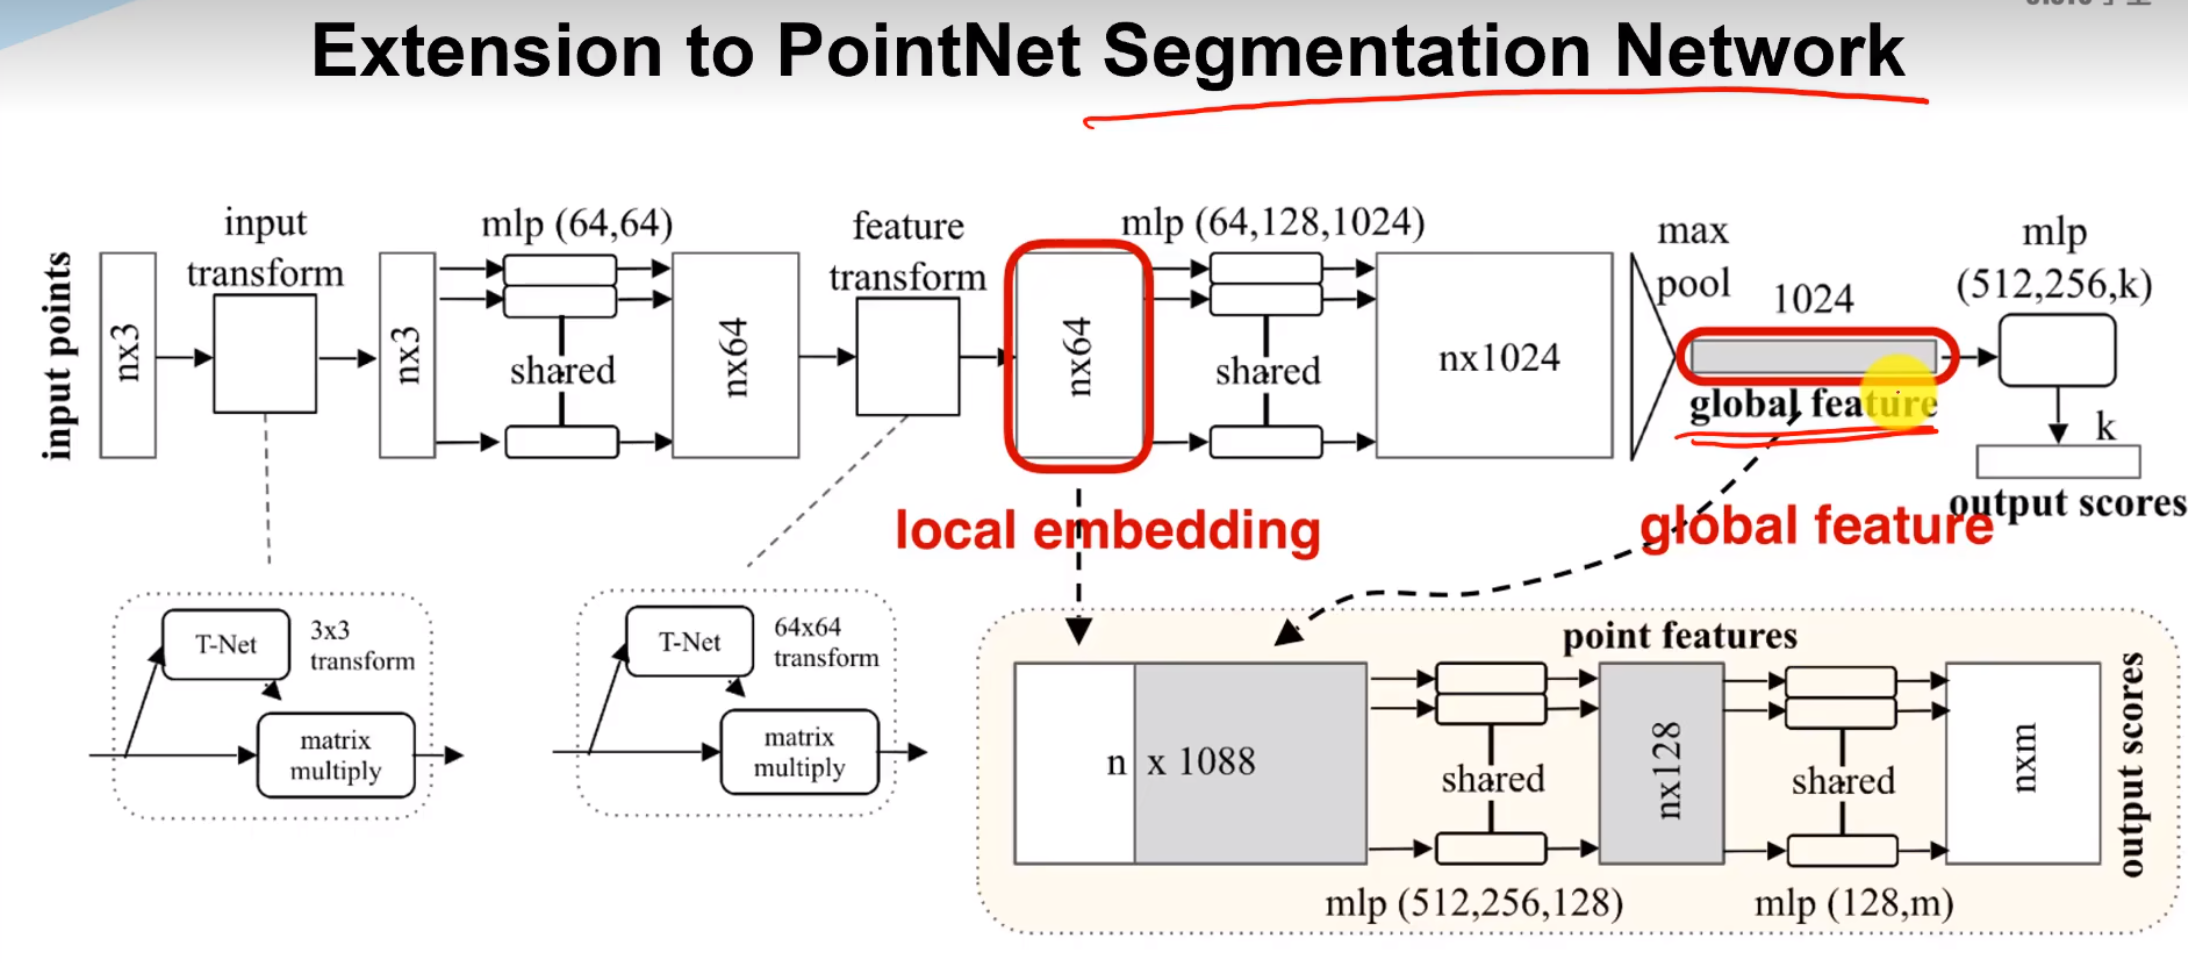 Extension to PointNet Segmentation Network
input points
nx3
input
transform
nx3
mlp (64,64)
shared
nx64
feature
transform
nx64
mlp (64,128,1024)
shared
nx1024
max
pool
1024
global feature
mlp
(512,256,k)
k
output scores
local embedding
global feature
T-Net
3x3
transform
matrix
multiply
T-Net
64x64
transform
matrix
multiply
point features
n x 1088
shared
mlp (512,256,128)
nx128
shared
mlp (128,m)
nxm
output scores